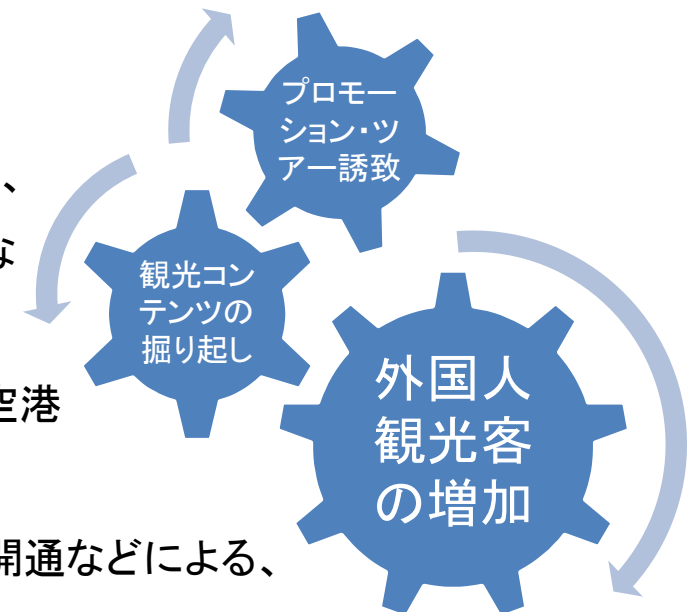 プロモー
ション・ツ
アー誘致
、
な
観光コン
テンツの
掘り起し
空港
外国人
観光客
の増加
開通などによる、